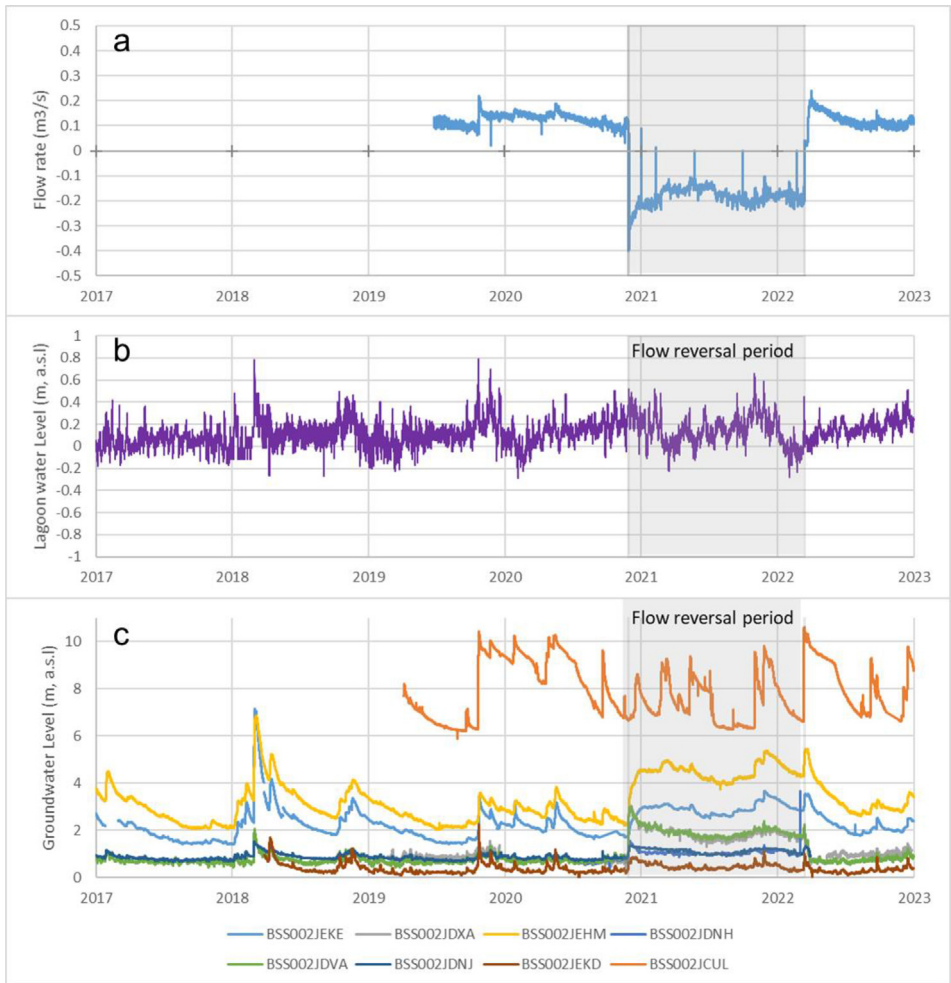 a
Flow rate (m3/s)
0.5
0.4
0.3
0.2
0.1
0
-0.1
-0.2
-0.3
-0.4
-0.5
2017 2018 2019 2020 2021 2022 2023
b
Flow reversal period
Lagoon water Level (m, a.s.l)
1
0.8
0.6
0.4
0.2
0
-0.2
-0.4
-0.6
-0.8
-1
2017 2018 2019 2020 2021 2022 2023
c
Flow reversal period
Groundwater Level (m, a.s.l)
10
8
6
4
2
0
2017 2018 2019 2020 2021 2022 2023
BSS002JEKE BSS002JDXA BSS002JEHM BSS002JDNH
BSS002JDVA BSS002JDNJ BSS002JEKD BSS002JCUL